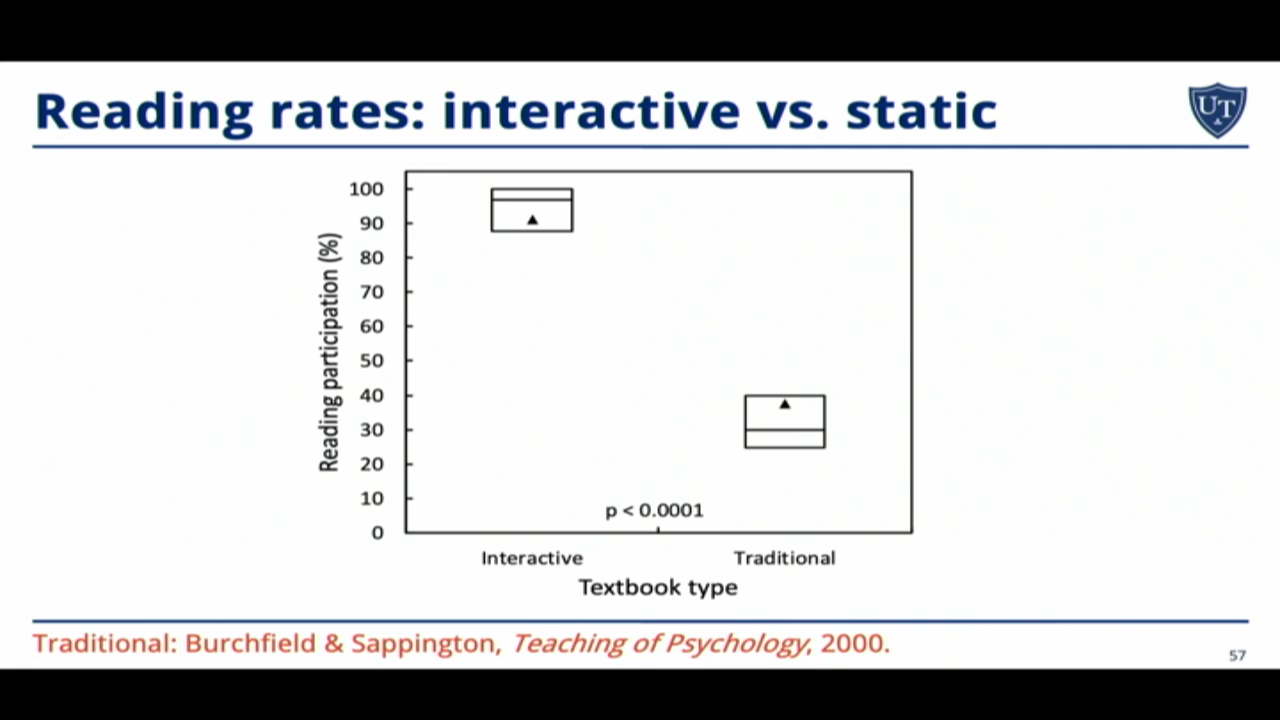 Reading rates: interactive vs. static
UT
100
90
80
70
60
50
40
30
20
10
0
Reading participation (%)
p < 0.0001
Interactive Traditional
Textbook type
Traditional: Burchfield & Sappington, Teaching of Psychology, 2000.
57